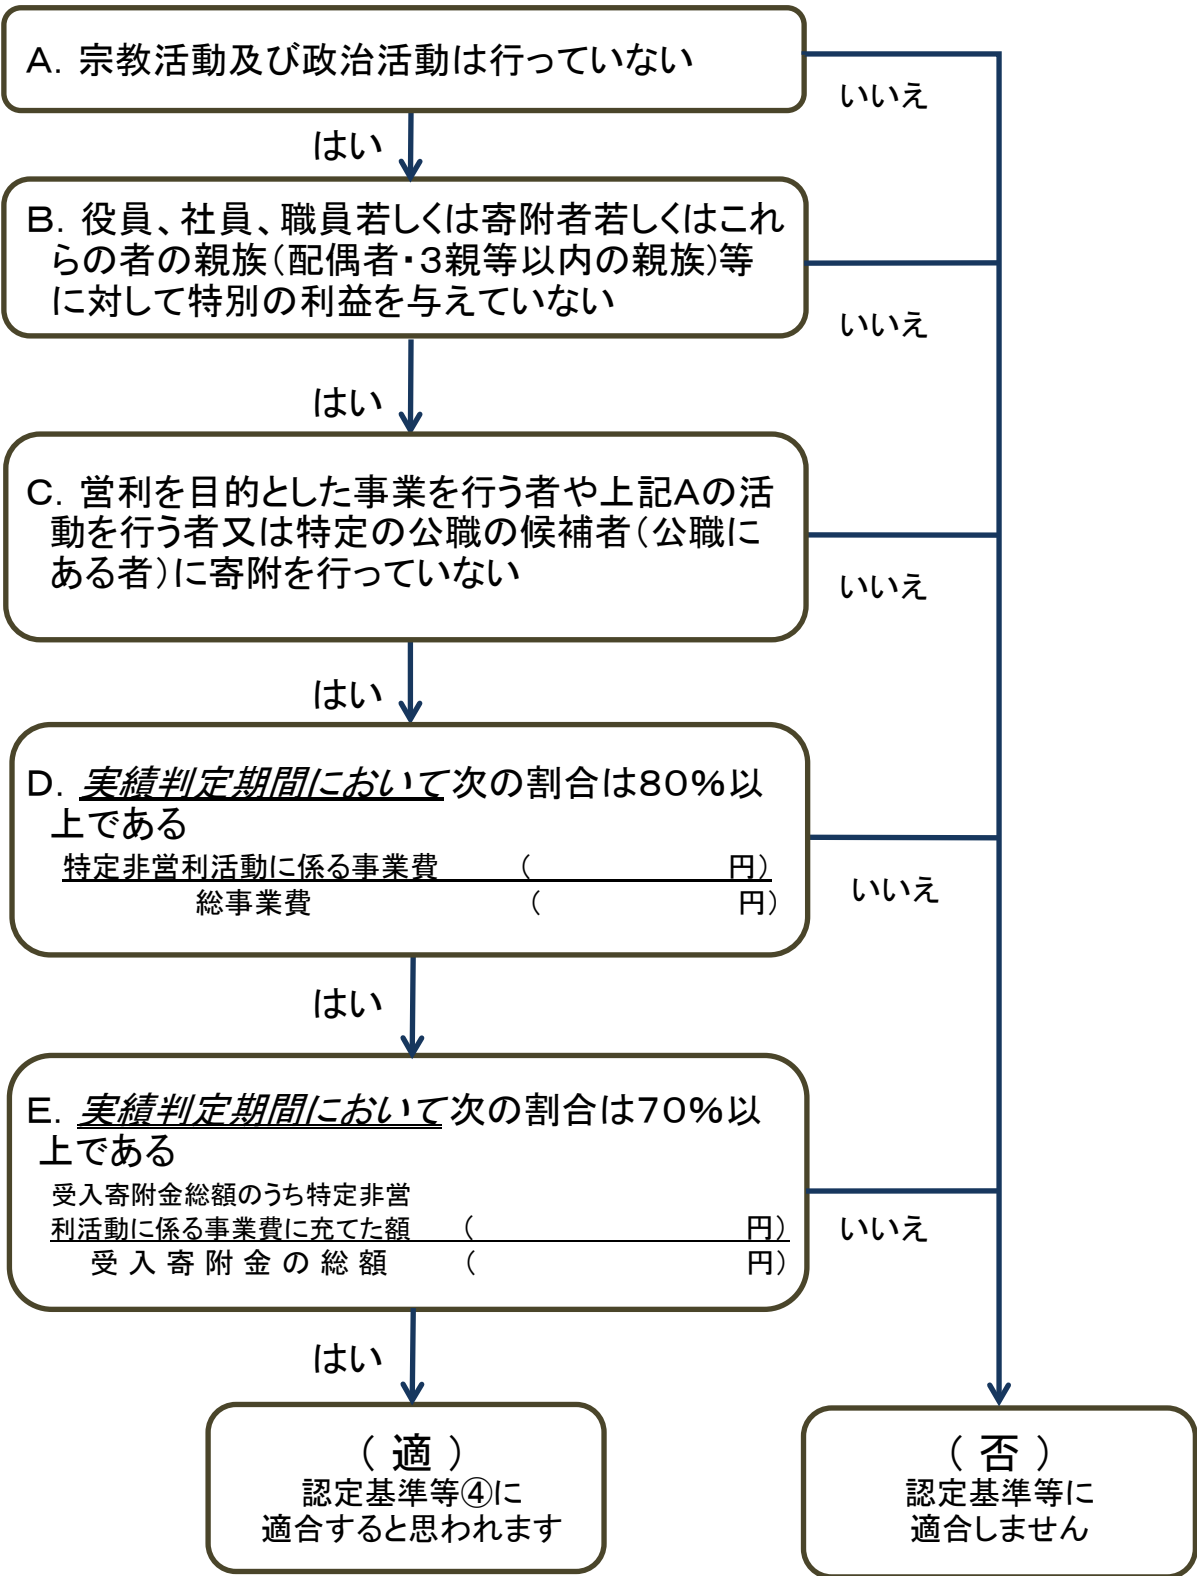 A．宗教活動及び政治活動は行っていない
いいえ
はい
B．役員、社員、職員若しくは寄附者若しくはこれ
らの者の親族（配偶者・３親等以内の親族）等
に対して特別の利益を与えていない
いいえ
はい
C．営利を目的とした事業を行う者や上記Aの活
動を行う者又は特定の公職の候補者（公職に
ある者）に寄附を行っていない
いいえ
はい
D．実績判定期間において次の割合は80％以
上である
特定非営利活動に係る事業費　（　円）
総事業費　（　円）
いいえ
はい
E．実績判定期間において次の割合は70％以
上である
受入寄附金総額のうち特定非営
利活動に係る事業費に充てた額　（　円）
受 入 寄 附 金 の 総 額　（　円）
いいえ
はい
（ 適 ）
認定基準等④に
適合すると思われます
（ 否 ）
認定基準等に
適合しません